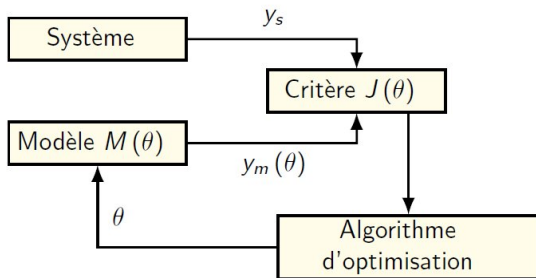 Système
y_s
Critère J(θ)
Modèle M(θ)
y_m(θ)
θ
Algorithme
d'optimisation